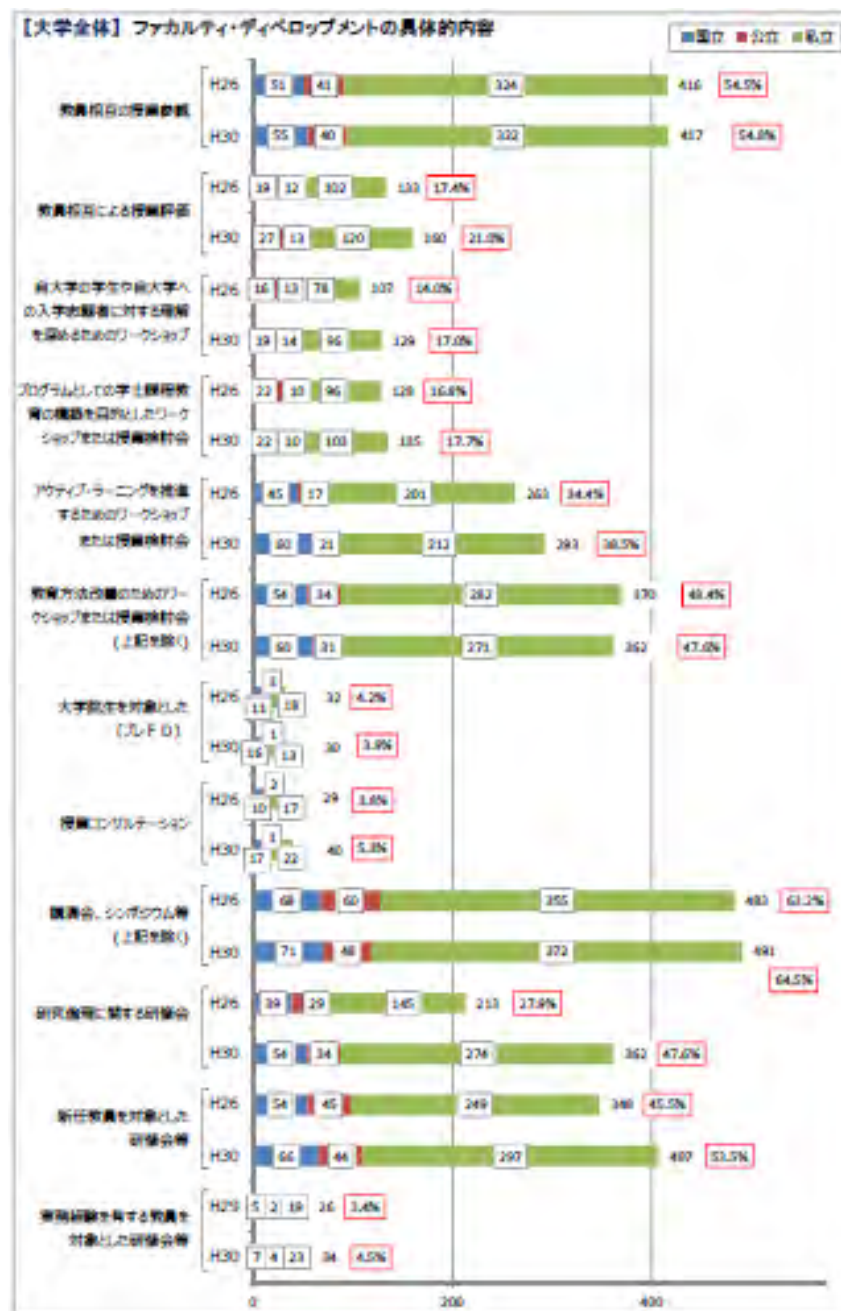 【大学全体】 ファカルティ・ディベロップメントの具体的内容
■国立 ■公立 ■私立
教員相互の授業参観
H26 51 41 324 416 54.5%
H30 55 40 322 417 54.8%
教員相互による授業評価
H26 19 12 102 133 17.4%
H30 27 13 120 160 21.0%
自大学の学生や自大学へ
の入学志願者に対する理解
を深めるためのワークショップ
H26 16 13 78 107 14.0%
H30 19 14 96 129 17.0%
プログラムとしての学士課程教
育の構築を目的としたワーク
ショップまたは授業検討会
H26 22 10 96 128 16.8%
H30 22 10 103 135 17.7%
アクティブ・ラーニングを推進
するためのワークショップ
または授業検討会
H26 45 17 201 263 34.4%
H30 60 21 212 293 38.5%
教育方法改善のためのワー
クショップまたは授業検討会
(上記を除く)
H26 54 34 282 370 48.4%
H30 60 31 271 362 47.6%
大学院生を対象とした
(プレFD)
H26 11 18 32 4.2%
H30 16 1 13 30 3.9%
授業コンサルテーション
H26 10 2 17 29 3.8%
H30 17 1 22 40
講演会、シンポジウム等
(上記を除く)
H26 68 60 355 483 63.2%
H30 71 48 372 491 64.5%
研究倫理に関する研修会
H26 39 29 145 213 27.9%
H30 54 34 274 362 47.6%
新任教員を対象とした
研修会等
H26 54 45 249 348 45.5%
H30 66 44 297 407 53.5%
実務経験を有する教員を
対象とした研修会等
H29 5 2 19 26 3.4%
H30 7 4 23 34 4.5%
0 200 400